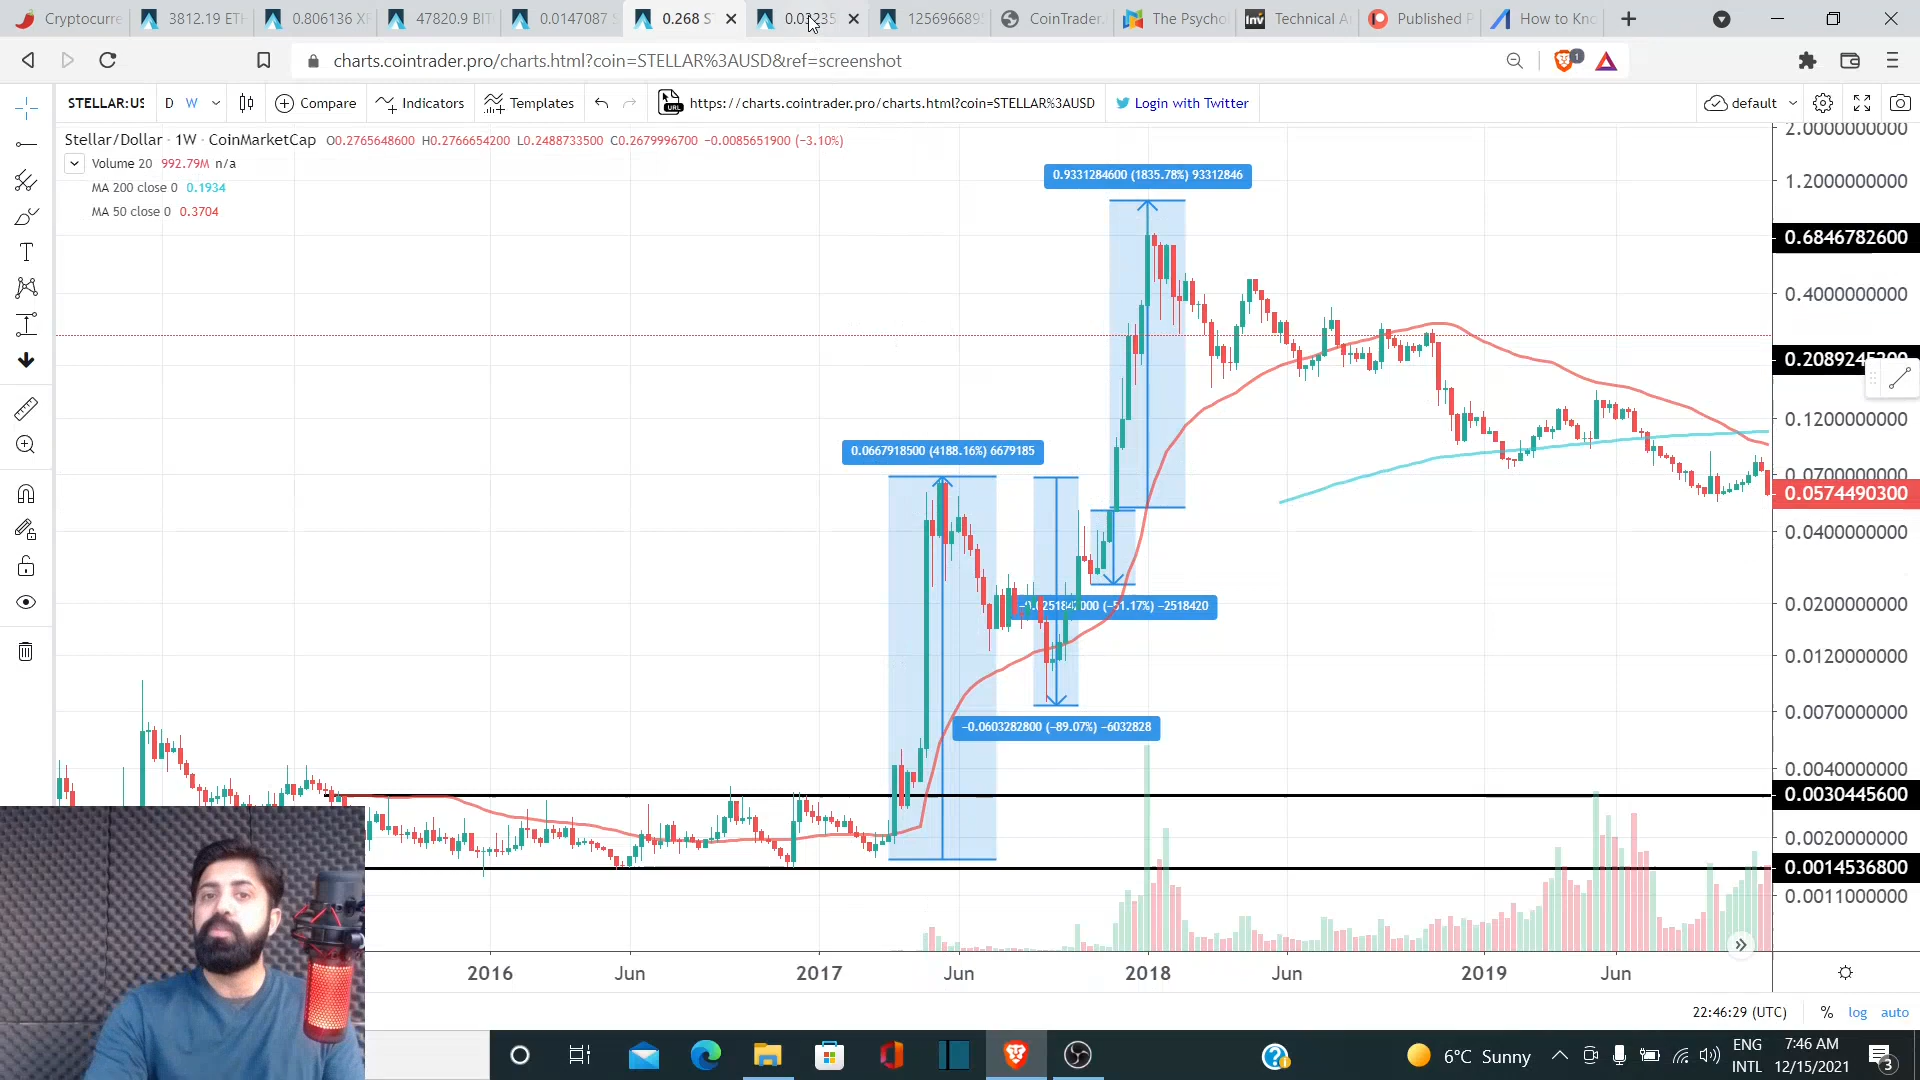 Cryptocurre
3812.19 ETH
0.806136 XF
47820.9 BIT
0.0147087
0.268 S
125696689
CoinTrader.
The Psychol
Technical A
Published P
How to Kno
charts.cointrader.pro/charts.html?coin=STELLAR%3AUSD&ref=screenshot
1
STELLAR:US
D
W
Compare
Indicators
Templates
URL
https://charts.cointrader.pro/charts.html?coin=STELLAR%3AUSD
Login with Twitter
default
Stellar/Dollar · 1W · CoinMarketCap O0.2765648600 H0.2766654200 L0.2488733500 C0.2679996700 −0.0085651900 (−3.10%)
Volume 20 992.79M n/a
MA 200 close 0 0.1934
MA 50 close 0 0.3704
0.9331284600 (1835.78%) 93312846
0.0667918500 (4188.16%) 6679185
(−51.17%) −2518420
−0.0603282800 (−89.07%) −6032828
2.0000000000
1.2000000000
0.6846782600
0.4000000000
0.1200000000
0.0700000000
0.0574490300
0.0400000000
0.0200000000
0.0120000000
0.0070000000
0.0040000000
0.0030445600
0.0020000000
0.0014536800
0.0011000000
2016
Jun
2017
Jun
2018
Jun
2019
Jun
22:46:29 (UTC)
%
log
auto
6°C Sunny
ENG
INTL
7:46 AM
12/15/2021
3